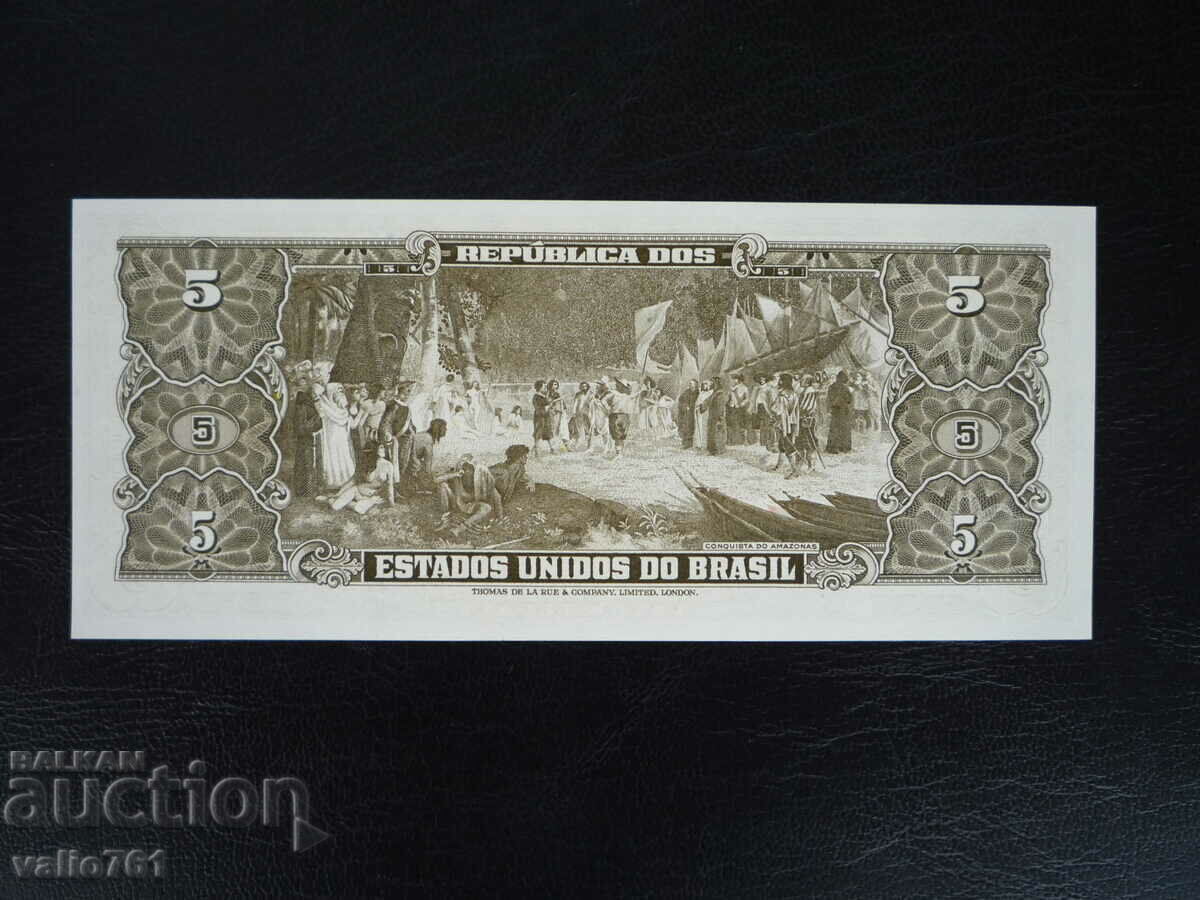 REPÚBLICA DOS
5 5
5 5
5 5
5 5
CONQUISTA DO AMAZONAS
ESTADOS UNIDOS DO BRASIL
THOMAS DE LA RUE & COMPANY, LIMITED, LONDON.
BALKAN
auction
vallo761